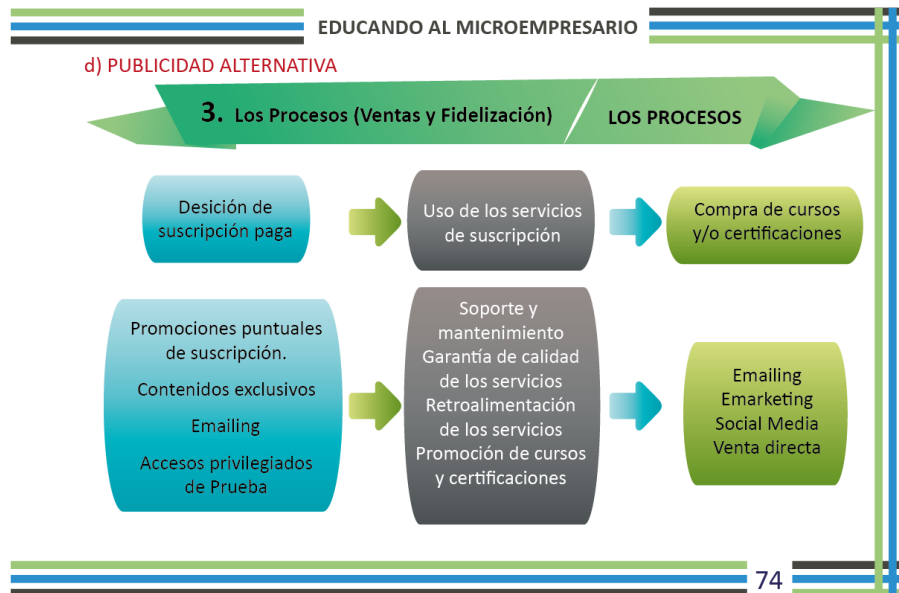 EDUCANDO AL MICROEMPRESARIO
d) PUBLICIDAD ALTERNATIVA
3. Los Procesos (Ventas y Fidelización)
LOS PROCESOS
Desición de
suscripción paga
Uso de los servicios
de suscripción
Compra de cursos
y/o certificaciones
Promociones puntuales
de suscripción.
Contenidos exclusivos
Emailing
Accesos privilegiados
de Prueba
Soporte y
mantenimiento
Garantía de calidad
de los servicios
Retroalimentación
de los servicios
Promoción de cursos
y certificaciones
Emailing
Emarketing
Social Media
Venta directa
74